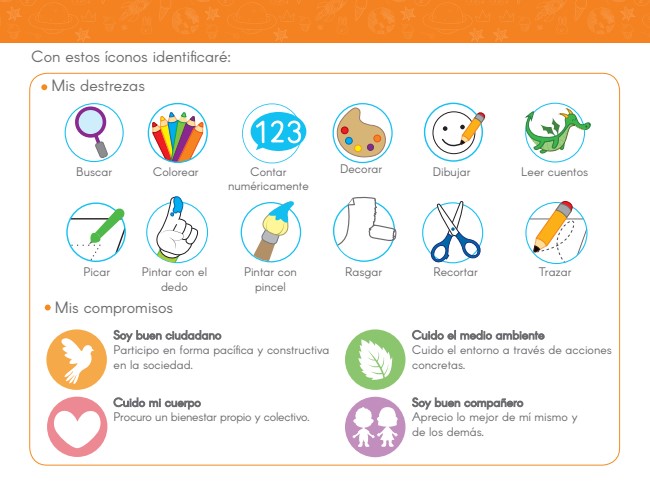 Con estos íconos identificaré:
Mis destrezas
123
Buscar
Colorear
Contar
numéricamente
Decorar
Dibujar
Leer cuentos
Picar
Pintar con el
dedo
Pintar con
pincel
Rasgar
Recortar
Trazar
Mis compromisos
Soy buen ciudadano
Participo en forma pacífica y constructiva
en la sociedad.
Cuido el medio ambiente
Cuido el entorno a través de acciones
concretas.
Cuido mi cuerpo
Procuro un bienestar propio y colectivo.
Soy buen compañero
Aprecio lo mejor de mí mismo y
de los demás.